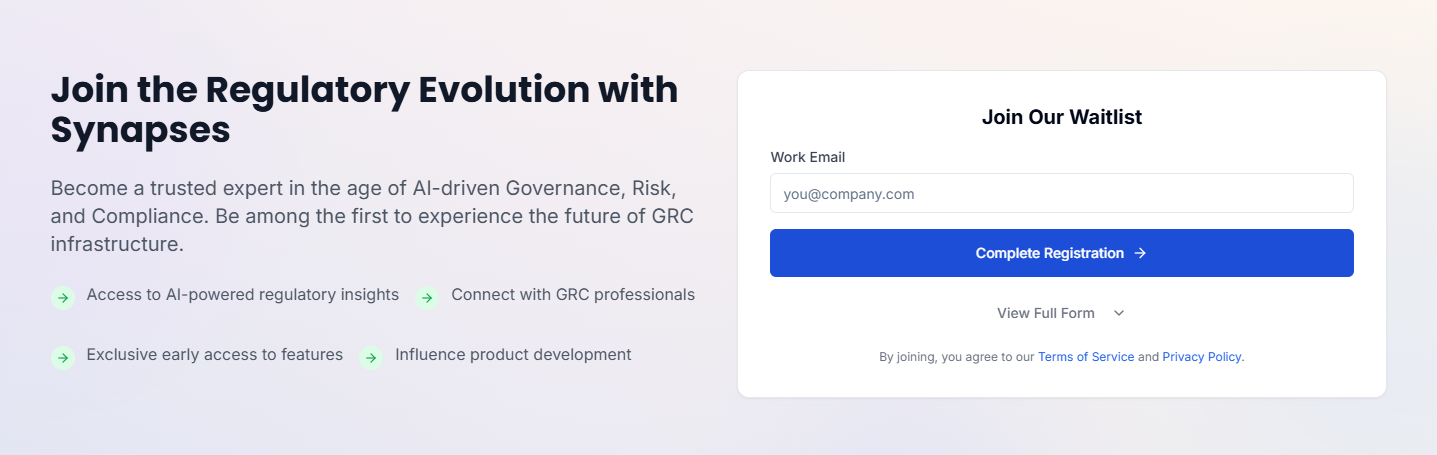 Join the Regulatory Evolution with
Synapses
Become a trusted expert in the age of AI-driven Governance, Risk,
and Compliance. Be among the first to experience the future of GRC
infrastructure.
Access to AI-powered regulatory insights
Connect with GRC professionals
Exclusive early access to features
Influence product development
Join Our Waitlist
Work Email
you@company.com
Complete Registration
View Full Form
By joining, you agree to our Terms of Service and Privacy Policy.